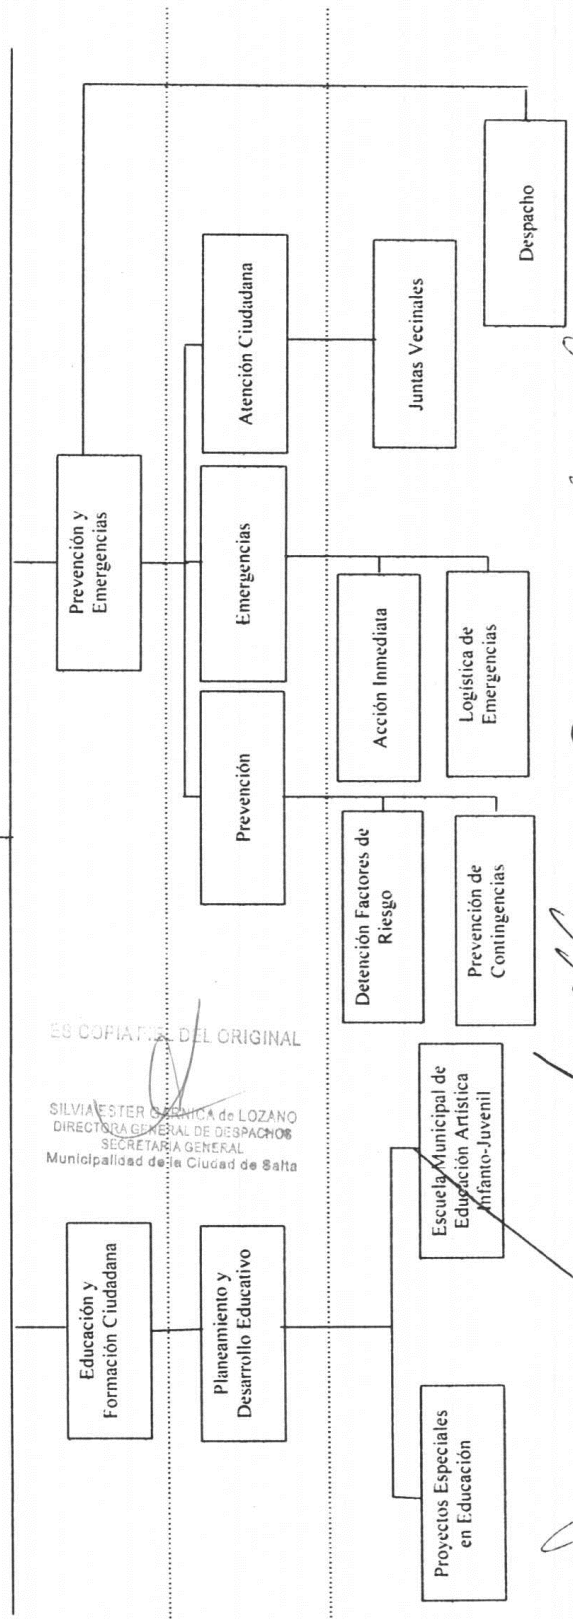 Educación y
Formación Ciudadana
Prevención y
Emergencias
Planeamiento y
Desarrollo Educativo
Prevención
Emergencias
Atención Ciudadana
Proyectos Especiales
en Educación
Escuela Municipal de
Educación Artística
Infanto-Juvenil
Detención Factores de
Riesgo
Prevención de
Contingencias
Acción Inmediata
Logística de
Emergencias
Juntas Vecinales
Despacho
ES COPIA FIEL DEL ORIGINAL
SILVIA ESTER GARNICA de LOZANO
DIRECTORA GENERAL DE DESPACHOS
SECRETARIA GENERAL
Municipalidad de la Ciudad de Salta